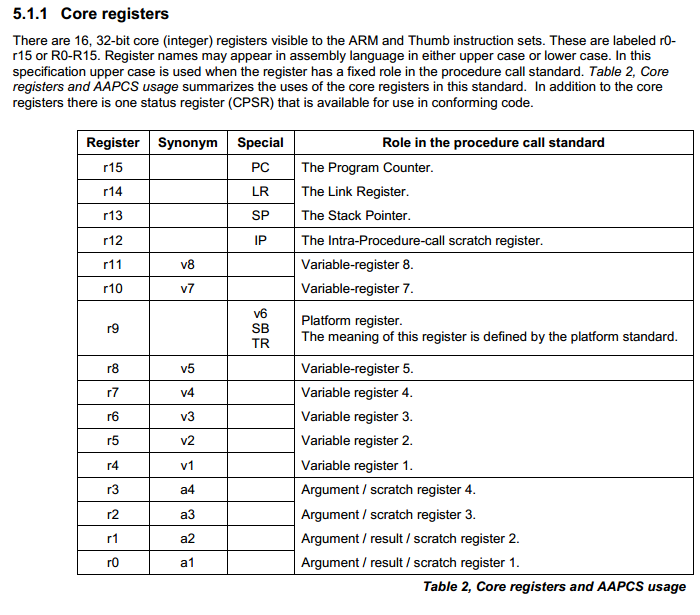 5.1.1 Core registers
There are 16, 32-bit core (integer) registers visible to the ARM and Thumb instruction sets. These are labeled r0-
r15 or R0-R15. Register names may appear in assembly language in either upper case or lower case. In this
specification upper case is used when the register has a fixed role in the procedure call standard. Table 2, Core
registers and AAPCS usage summarizes the uses of the core registers in this standard. In addition to the core
registers there is one status register (CPSR) that is available for use in conforming code.
Register Synonym Special Role in the procedure call standard
r15 PC The Program Counter.
r14 LR The Link Register.
r13 SP The Stack Pointer.
r12 IP The Intra-Procedure-call scratch register.
r11 v8 Variable-register 8.
r10 v7 Variable-register 7.
r9 v6
SB
TR
Platform register.
The meaning of this register is defined by the platform standard.
r8 v5 Variable-register 5.
r7 v4 Variable register 4.
r6 v3 Variable register 3.
r5 v2 Variable register 2.
r4 v1 Variable register 1.
r3 a4 Argument / scratch register 4.
r2 a3 Argument / scratch register 3.
r1 a2 Argument / result / scratch register 2.
r0 a1 Argument / result / scratch register 1.
Table 2, Core registers and AAPCS usage